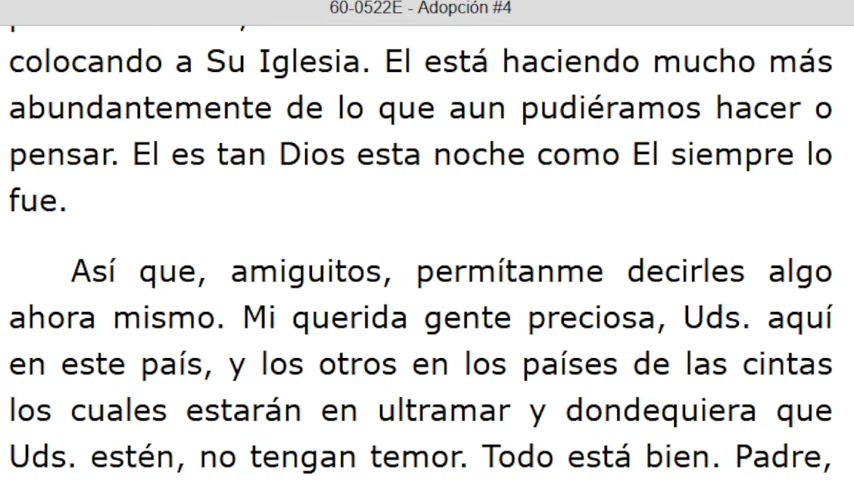 60-0522E - Adopción #4
colocando a Su Iglesia. El está haciendo mucho más
abundantemente de lo que aun pudiéramos hacer o
pensar. El es tan Dios esta noche como El siempre lo
fue.
Así que, amiguitos, permítanme decirles algo
ahora mismo. Mi querida gente preciosa, Uds. aquí
en este país, y los otros en los países de las cintas
los cuales estarán en ultramar y dondequiera que
Uds. estén, no tengan temor. Todo está bien. Padre,